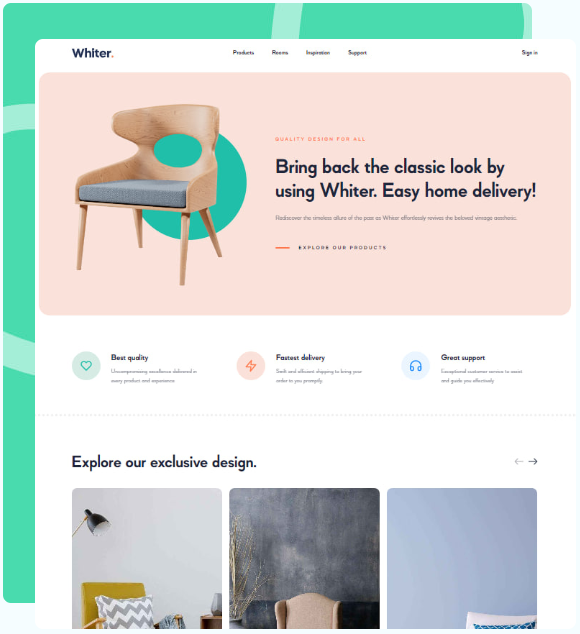 Whiter.
Products Rooms Inspiration Support Sign in
QUALITY DESIGN FOR ALL
Bring back the classic look by
using Whiter. Easy home delivery!
Rediscover the timeless allure of the past as Whiter effortlessly revives the beloved vintage aesthetic.
EXPLORE OUR PRODUCTS
Best quality
Uncompromising excellence delivered in
every product and experience
Fastest delivery
Swift and efficient shipping to bring your
order to you promptly.
Great support
Exceptional customer service to assist
and guide you effectively
Explore our exclusive design.